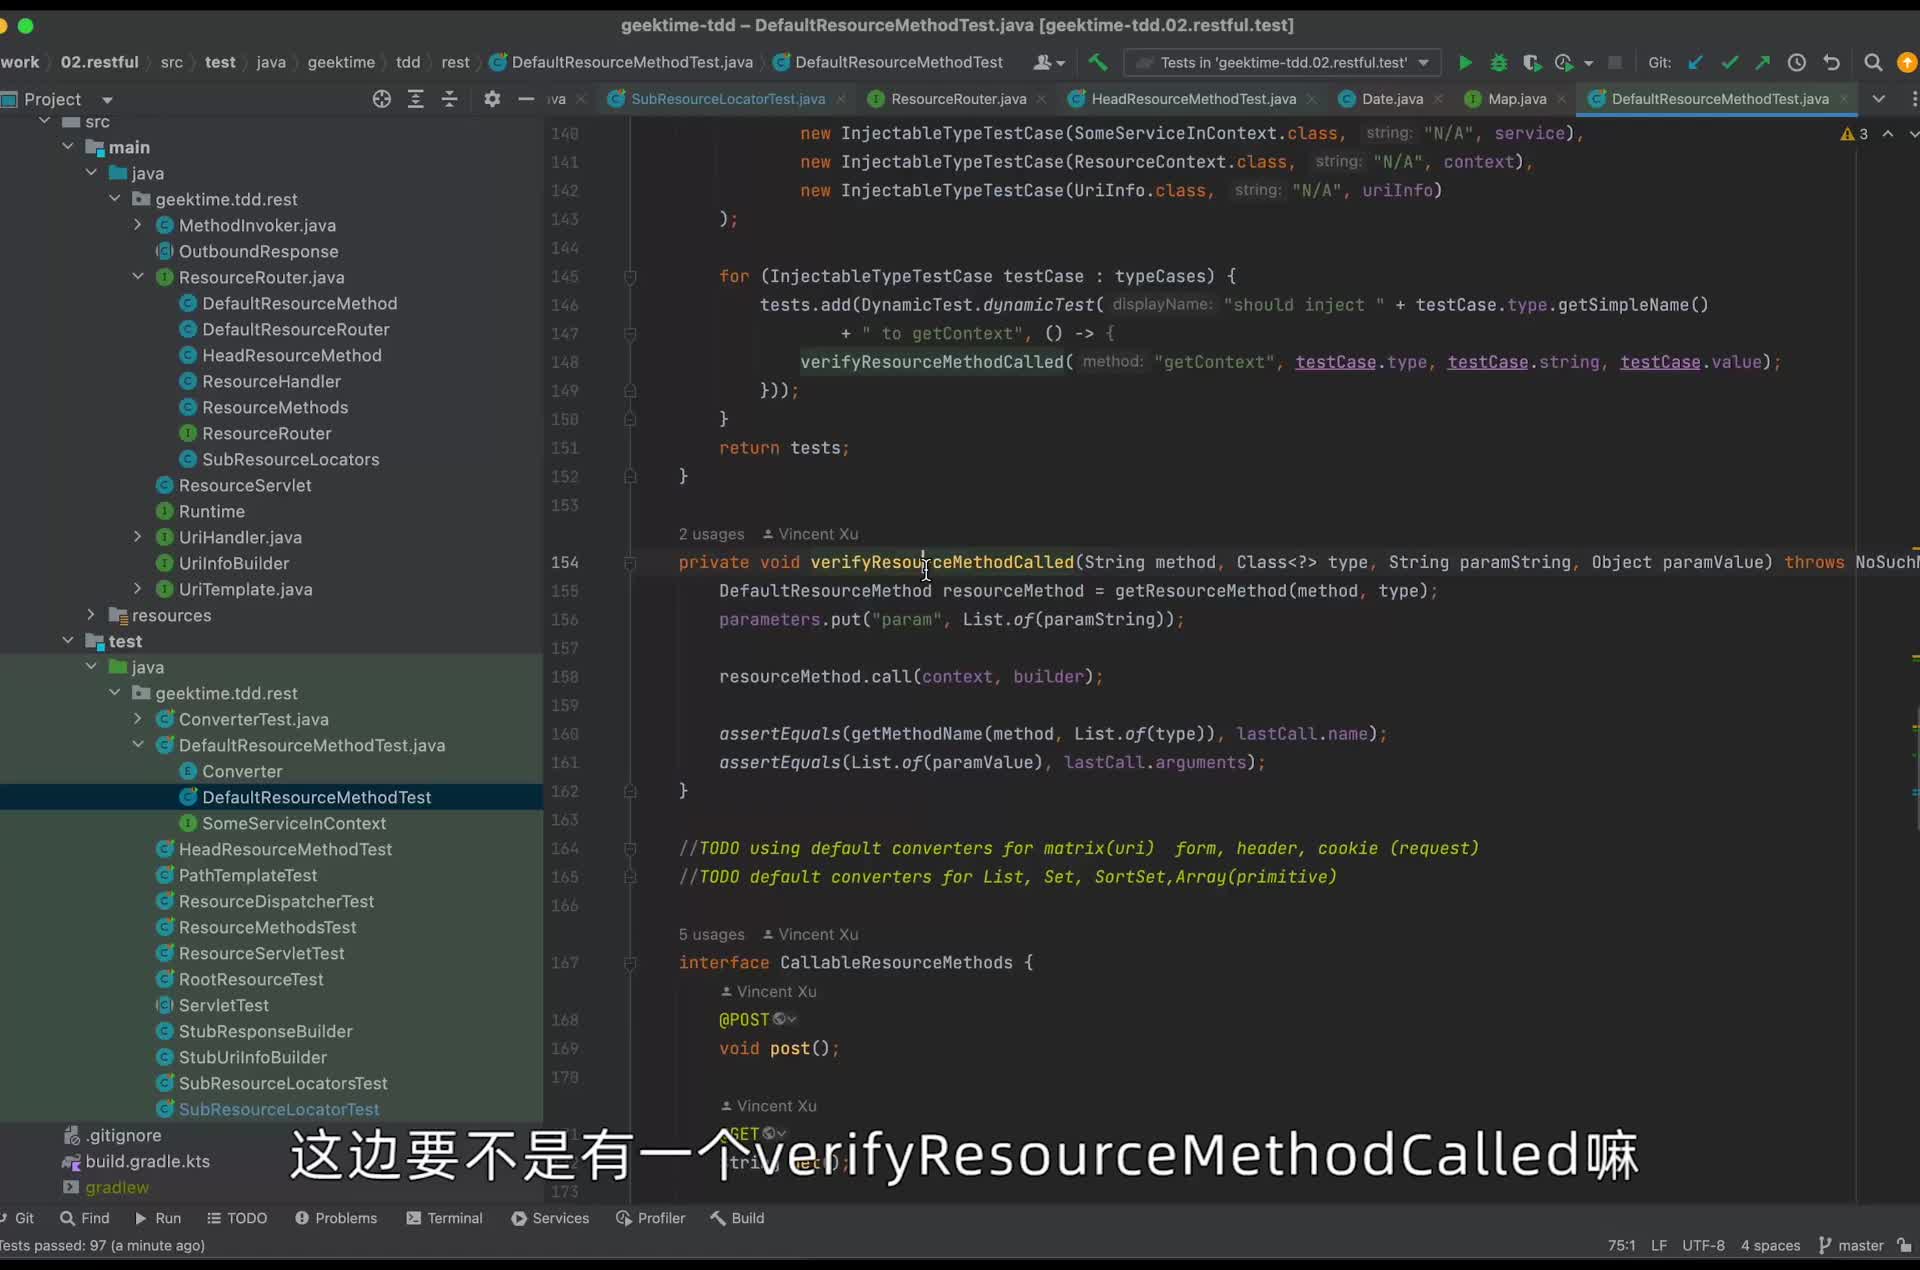 geektime-tdd – DefaultResourceMethodTest.java [geektime-tdd.02.restful.test]
work 02.restful src test java geektime tdd rest DefaultResourceMethodTest.java DefaultResourceMethodTest Tests in 'geektime-tdd.02.restful.test' Git:
Project
va SubResourceLocatorTest.java ResourceRouter.java HeadResourceMethodTest.java Date.java Map.java DefaultResourceMethodTest.java
src
main
java
geektime.tdd.rest
MethodInvoker.java
OutboundResponse
ResourceRouter.java
DefaultResourceMethod
DefaultResourceRouter
HeadResourceMethod
ResourceHandler
ResourceMethods
ResourceRouter
SubResourceLocators
ResourceServlet
Runtime
UriHandler.java
UriInfoBuilder
UriTemplate.java
resources
test
java
geektime.tdd.rest
ConverterTest.java
DefaultResourceMethodTest.java
Converter
DefaultResourceMethodTest
SomeServiceInContext
HeadResourceMethodTest
PathTemplateTest
ResourceDispatcherTest
ResourceMethodsTest
ResourceServletTest
RootResourceTest
ServletTest
StubResponseBuilder
StubUriInfoBuilder
SubResourceLocatorsTest
SubResourceLocatorTest
.gitignore
build.gradle.kts
gradlew
3
140 new InjectableTypeTestCase(SomeServiceInContext.class, string: "N/A", service),
141 new InjectableTypeTestCase(ResourceContext.class, string: "N/A", context),
142 new InjectableTypeTestCase(UriInfo.class, string: "N/A", uriInfo)
143 );
144
145 for (InjectableTypeTestCase testCase : typeCases) {
146 tests.add(DynamicTest.dynamicTest( displayName: "should inject " + testCase.type.getSimpleName()
147 + " to getContext", () -> {
148 verifyResourceMethodCalled( method: "getContext", testCase.type, testCase.string, testCase.value);
149 }));
150 }
151 return tests;
152 }
153
2 usages Vincent Xu
154 private void verifyResourceMethodCalled(String method, Class<?> type, String paramString, Object paramValue) throws NoSuch
155 DefaultResourceMethod resourceMethod = getResourceMethod(method, type);
156 parameters.put("param", List.of(paramString));
157
158 resourceMethod.call(context, builder);
159
160 assertEquals(getMethodName(method, List.of(type)), lastCall.name);
161 assertEquals(List.of(paramValue), lastCall.arguments);
162 }
163
164 //TODO using default converters for matrix(uri) form, header, cookie (request)
165 //TODO default converters for List, Set, SortSet,Array(primitive)
166
5 usages Vincent Xu
167 interface CallableResourceMethods {
Vincent Xu
168 @POST
169 void post();
170
Vincent Xu
GET
173
这边要不是有一个verifyResourceMethodCalled嘛
Git Find Run TODO Problems Terminal Services Profiler Build
Tests passed: 97 (a minute ago) 75:1 LF UTF-8 4 spaces master